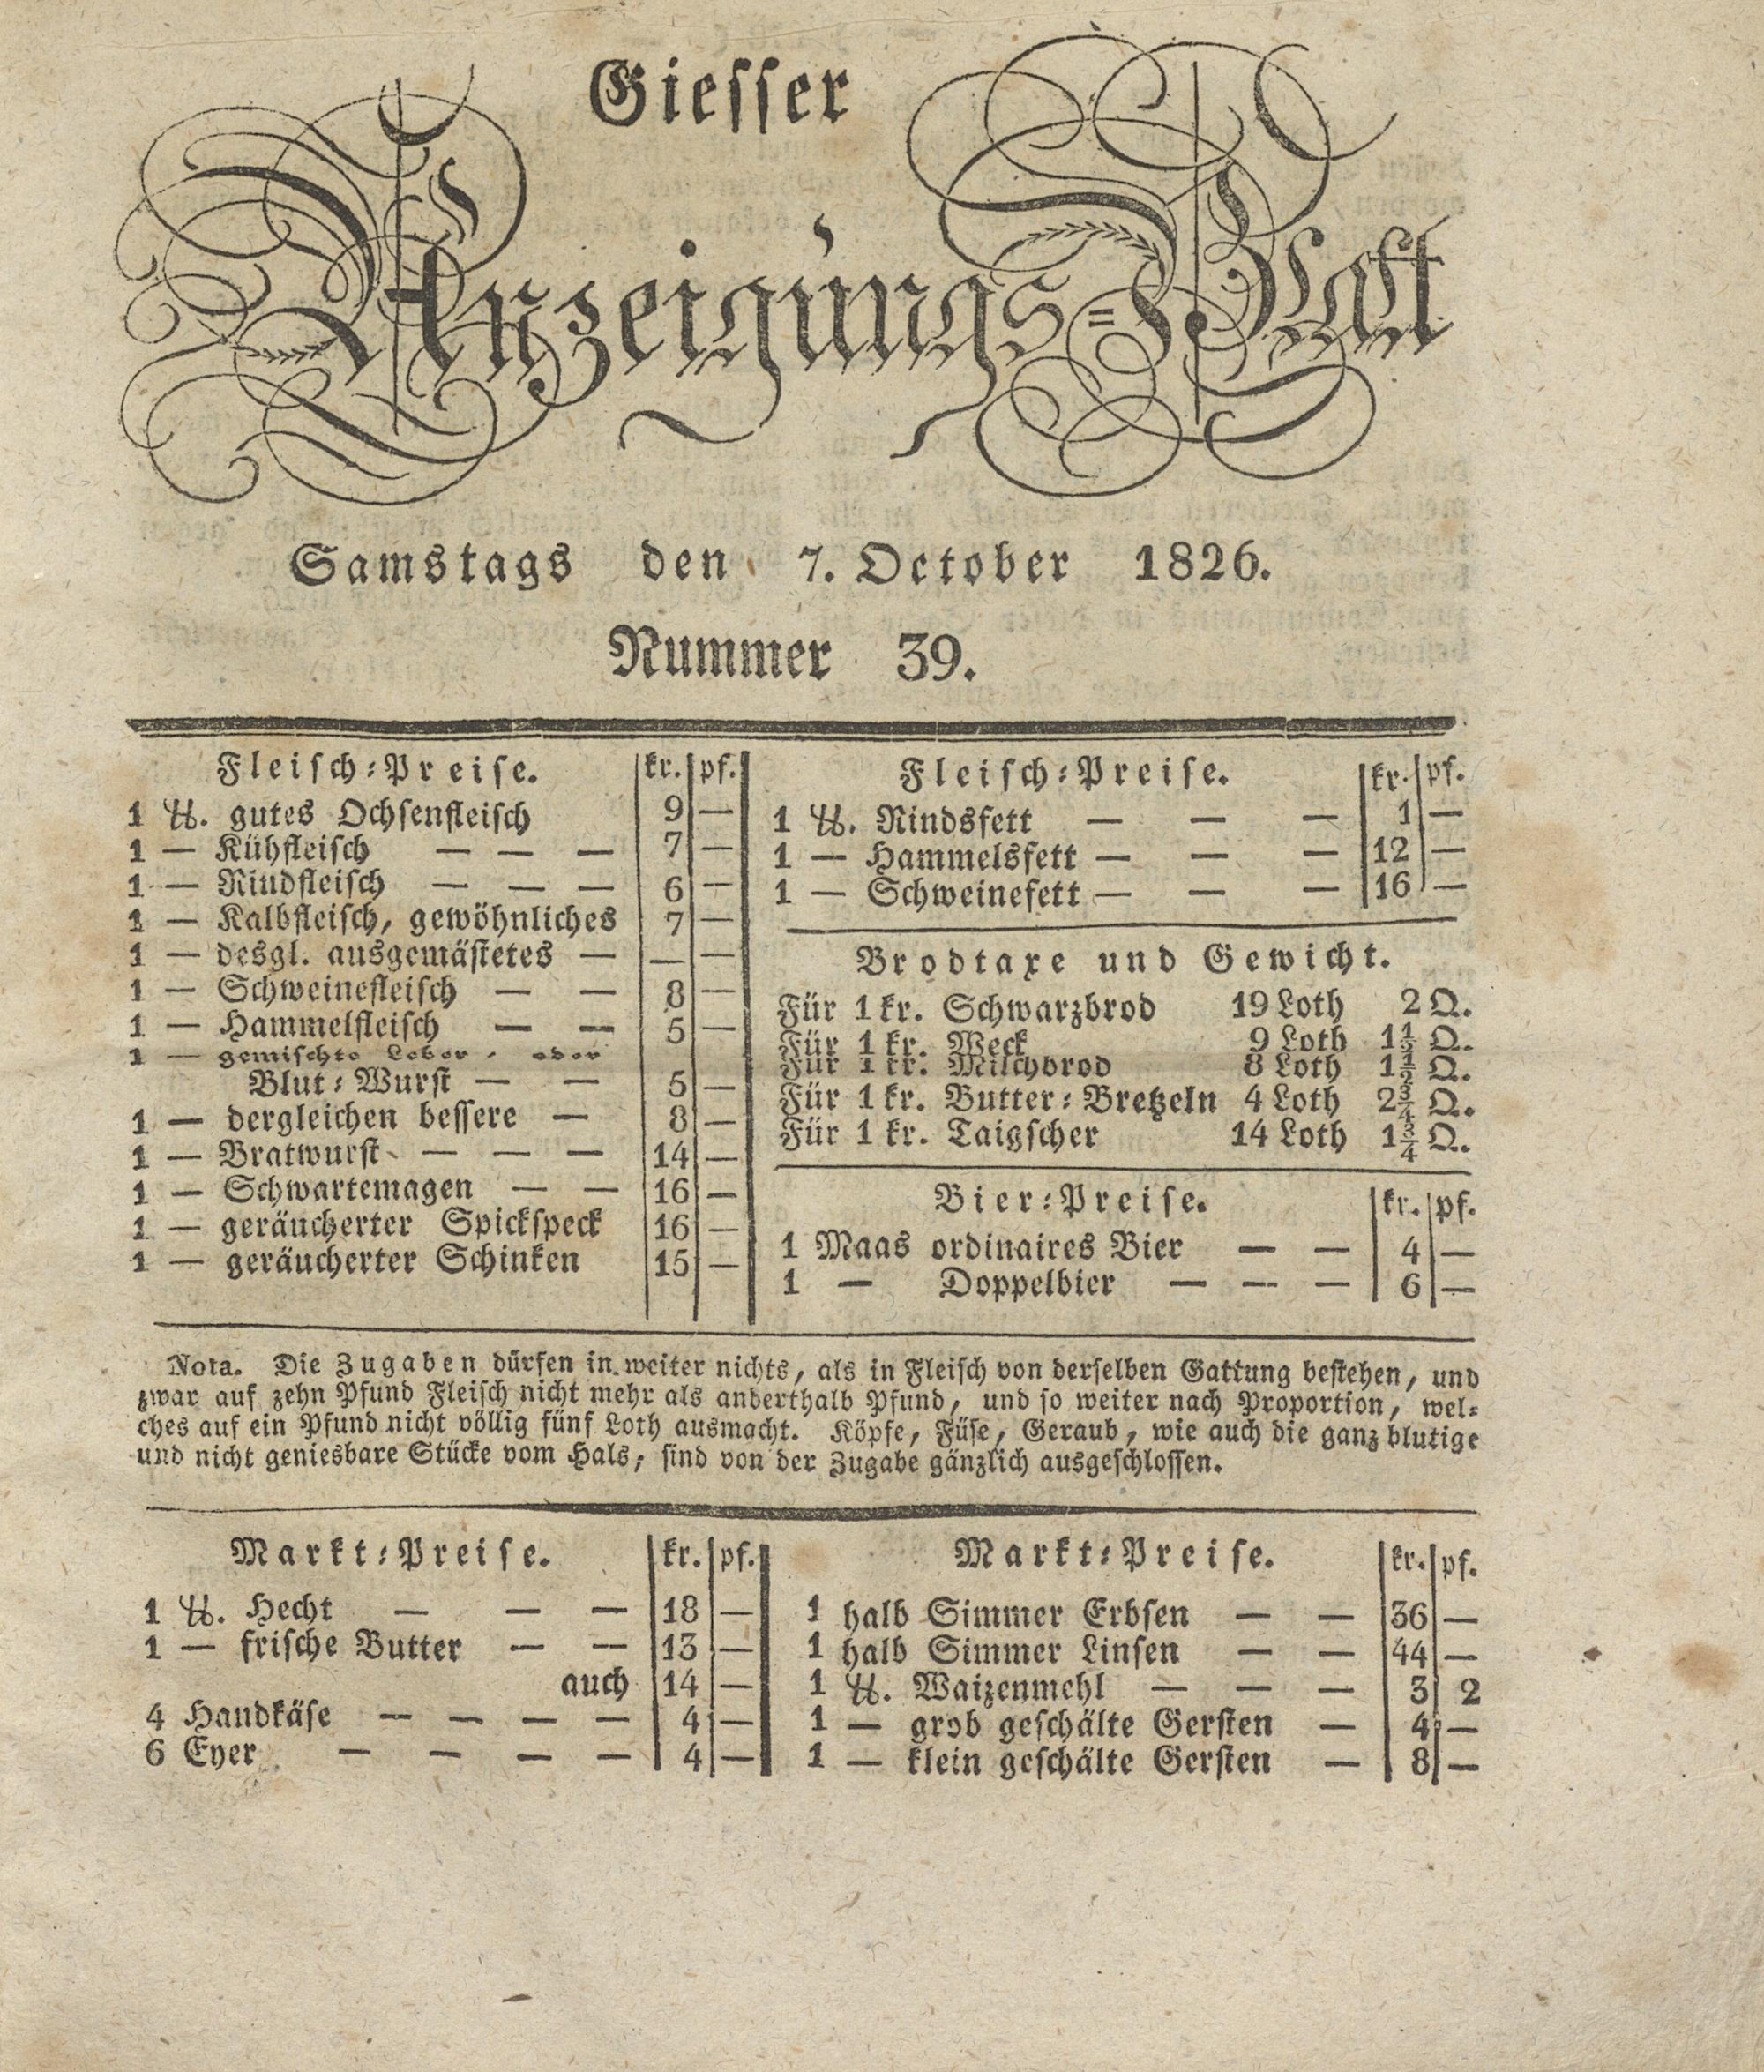 Giesser
Anzeigungs=Blatt
Samstags den 7. October 1826.
Nummer 39.
Fleisch=Preise. kr. pf.
1 ℔. gutes Ochsenfleisch 9 —
1 — Kühfleisch — — — 7 —
1 — Rindfleisch — — — 6 —
1 — Kalbfleisch, gewöhnliches 7 —
1 — desgl. ausgemästetes — — —
1 — Schweinefleisch — — 8 —
1 — Hammelfleisch — — 5 —
1 — gemischte Leber = oder
Blut=Wurst — — 5 —
1 — dergleichen bessere — 8 —
1 — Bratwurst — — — 14 —
1 — Schwartemagen — — 16 —
1 — geräucherter Spickspeck 16 —
1 — geräucherter Schinken 15 —
Fleisch=Preise. kr. pf.
1 ℔. Rindsfett — — — 1 —
1 — Hammelsfett — — — 12 —
1 — Schweinefett — — — 16 —
Brodtaxe und Gewicht.
Für 1 kr. Schwarzbrod 19 Loth 2 Q.
Für 1 kr. Weck 9 Loth 1½ Q.
Für 1 kr. Milchbrod 8 Loth 1½ Q.
Für 1 kr. Butter=Bretzeln 4 Loth 2¾ Q.
Für 1 kr. Taigscher 14 Loth 1¾ Q.
Bier=Preise. kr. pf.
1 Maas ordinaires Bier — — 4 —
1 — Doppelbier — — — 6 —
Nota. Die Zugaben dürfen in weiter nichts, als in Fleisch von derselben Gattung bestehen, und
zwar auf zehn Pfund Fleisch nicht mehr als anderthalb Pfund, und so weiter nach Proportion, wel=
ches auf ein Pfund nicht völlig fünf Loth ausmacht. Köpfe, Füse, Geraub, wie auch die ganz blutige
und nicht geniesbare Stücke vom Hals, sind von der Zugabe gänzlich ausgeschlossen.
Markt=Preise. kr. pf.
1 ℔. Hecht — — — 18 —
1 — frische Butter — — 13 —
auch 14 —
4 Handkäse — — — — 4 —
6 Eyer — — — — 4 —
Markt=Preise. kr. pf.
1 halb Simmer Erbsen — — 36 —
1 halb Simmer Linsen — — 44 —
1 ℔. Waizenmehl — — — 3 2
1 — grob geschälte Gersten — 4 —
1 — klein geschälte Gersten — 8 —